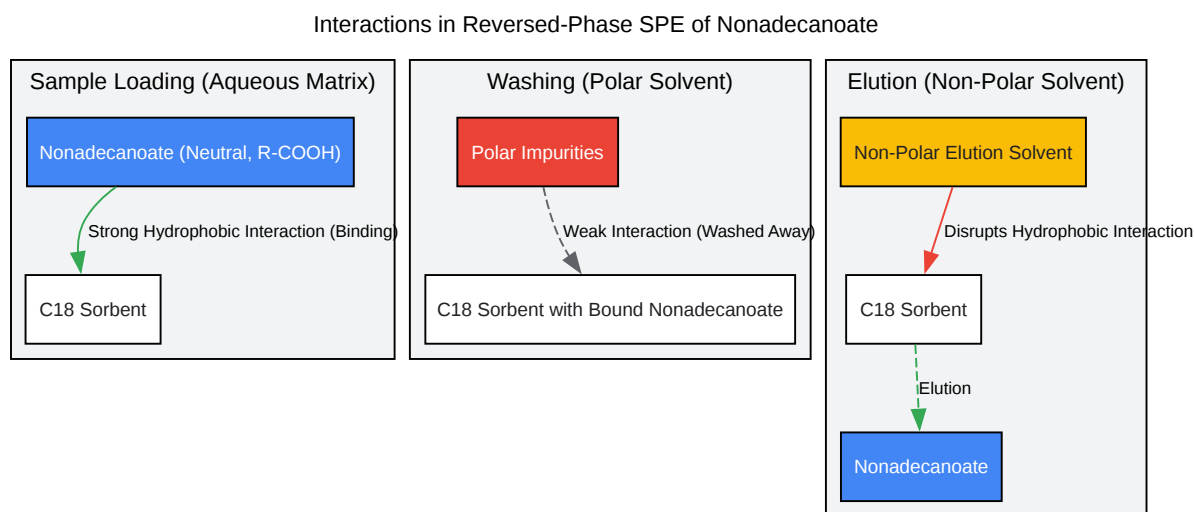 Interactions in Reversed-Phase SPE of Nonadecanoate
Sample Loading (Aqueous Matrix)
Nonadecanoate (Neutral, R-COOH)
Strong Hydrophobic Interaction (Binding)
C18 Sorbent
Washing (Polar Solvent)
Polar Impurities
Weak Interaction (Washed Away)
C18 Sorbent with Bound Nonadecanoate
Elution (Non-Polar Solvent)
Non-Polar Elution Solvent
Disrupts Hydrophobic Interaction
C18 Sorbent
Elution
Nonadecanoate